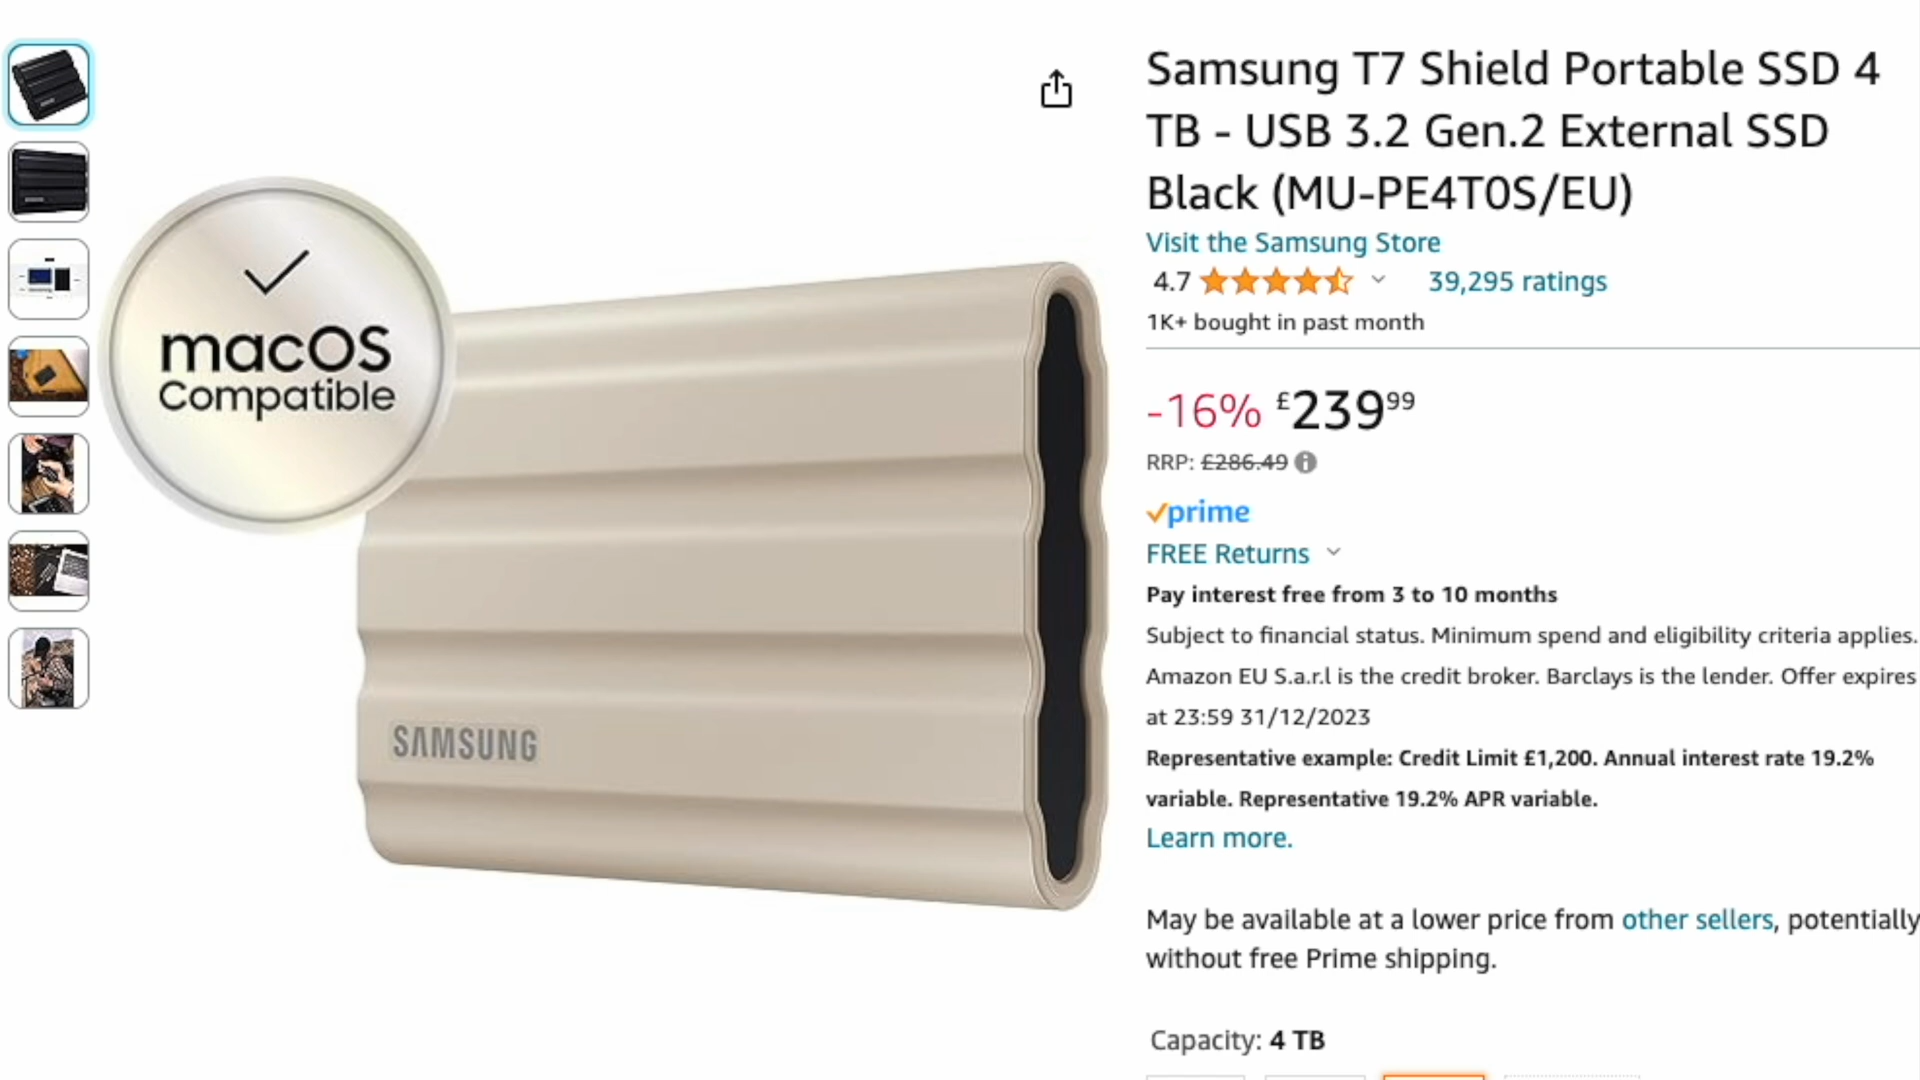 macOS
Compatible
SAMSUNG
Samsung T7 Shield Portable SSD 4
TB - USB 3.2 Gen.2 External SSD
Black (MU-PE4T0S/EU)
Visit the Samsung Store
4.7 39,295 ratings
1K+ bought in past month
-16% £239 99
RRP: £286.49
prime
FREE Returns
Pay interest free from 3 to 10 months
Subject to financial status. Minimum spend and eligibility criteria applies.
Amazon EU S.a.r.l is the credit broker. Barclays is the lender. Offer expires
at 23:59 31/12/2023
Representative example: Credit Limit £1,200. Annual interest rate 19.2%
variable. Representative 19.2% APR variable.
Learn more.
May be available at a lower price from other sellers, potentially
without free Prime shipping.
Capacity: 4 TB